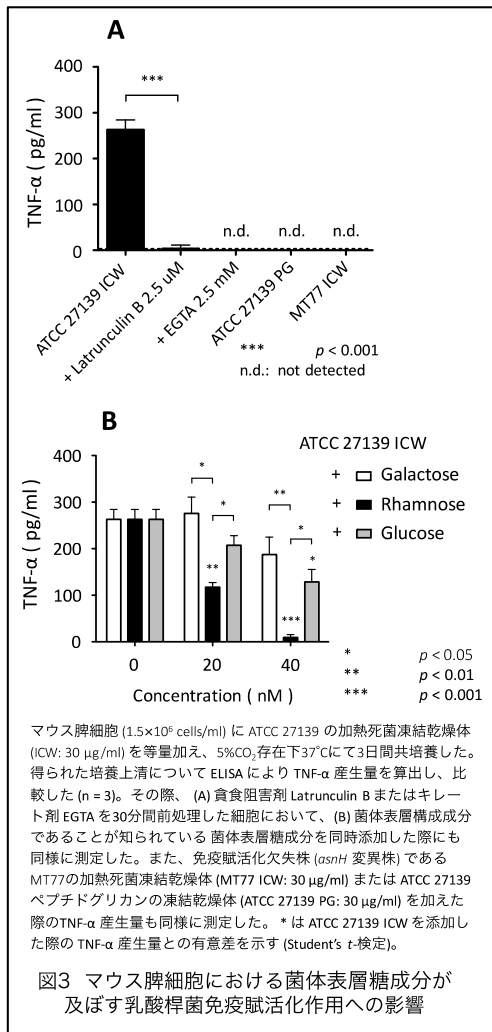 A
400
300
200
100
0
TNF-α ( pg/ml )
***
n.d.
n.d.
n.d.
ATCC 27139 ICW
+ Latrunculin B 2.5 uM
+ EGTA 2.5 mM
ATCC 27139 PG
MT77 ICW
*** p < 0.001
n.d.: not detected
B
ATCC 27139 ICW
+ Galactose
+ Rhamnose
+ Glucose
400
300
200
100
0
TNF-α ( pg/ml )
*
*
**
**
*
*
***
0
20
40
Concentration ( nM )
* p < 0.05
** p < 0.01
*** p < 0.001
マウス脾細胞 (1.5×10⁶ cells/ml) に ATCC 27139 の加熱死菌凍結乾燥体
(ICW: 30 μg/ml) を等量加え、5%CO₂存在下37℃にて3日間共培養した。
得られた培養上清について ELISA により TNF-α 産生量を算出し、比
較した (n = 3)。その際、 (A) 貪食阻害剤 Latrunculin B またはキレー
ト剤 EGTA を30分間前処理した細胞において、(B) 菌体表層構成成分
であることが知られている 菌体表層糖成分を同時添加した際にも
同様に測定した。また、免疫賦活化欠失株 (asnH 変異株) である
MT77の加熱死菌凍結乾燥体 (MT77 ICW: 30 μg/ml) または ATCC 27139
ペプチドグリカンの凍結乾燥体 (ATCC 27139 PG: 30 μg/ml) を加えた
際のTNF-α 産生量も同様に測定した。 * は ATCC 27139 ICW を添加し
た際の TNF-α 産生量との有意差を示す (Student's t-検定)。
図3 マウス脾細胞における菌体表層糖成分が
及ぼす乳酸桿菌免疫賦活化作用への影響